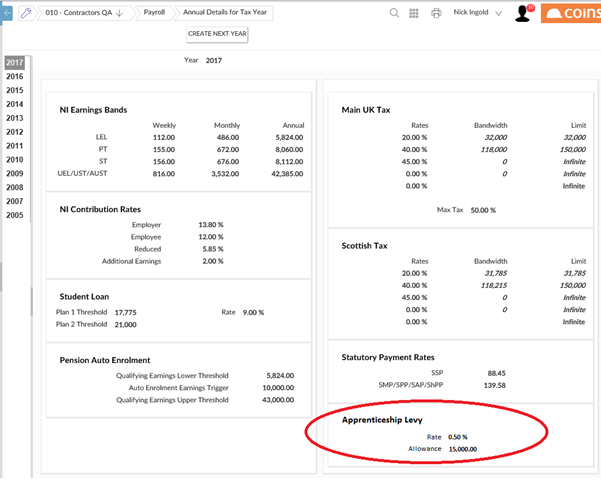 010 - Contractors QA Payroll Annual Details for Tax Year Nick Ingold coins
CREATE NEXT YEAR
Year 2017
2017
2016
2015
2014
2013
2012
2011
2010
2009
2008
2007
2005
NI Earnings Bands
Weekly Monthly Annual
LEL 112.00 486.00 5,824.00
PT 155.00 672.00 8,060.00
ST 156.00 676.00 8,112.00
UEL/UST/AUST 816.00 3,532.00 42,385.00
NI Contribution Rates
Employer 13.80 %
Employee 12.00 %
Reduced 5.85 %
Additional Earnings 2.00 %
Student Loan
Plan 1 Threshold 17,775 Rate 9.00 %
Plan 2 Threshold 21,000
Pension Auto Enrolment
Qualifying Earnings Lower Threshold 5,824.00
Auto Enrolment Earnings Trigger 10,000.00
Qualifying Earnings Upper Threshold 43,000.00
Main UK Tax
Rates Bandwidth Limit
20.00 % 32,000 32,000
40.00 % 118,000 150,000
45.00 % 0 Infinite
0.00 % 0 Infinite
0.00 % Infinite
Max Tax 50.00 %
Scottish Tax
Rates Bandwidth Limit
20.00 % 31,785 31,785
40.00 % 118,215 150,000
45.00 % 0 Infinite
0.00 % 0 Infinite
0.00 % Infinite
Statutory Payment Rates
SSP 88.45
SMP/SPP/SAP/ShPP 139.58
Apprenticeship Levy
Rate 0.50 %
Allowance 15,000.00